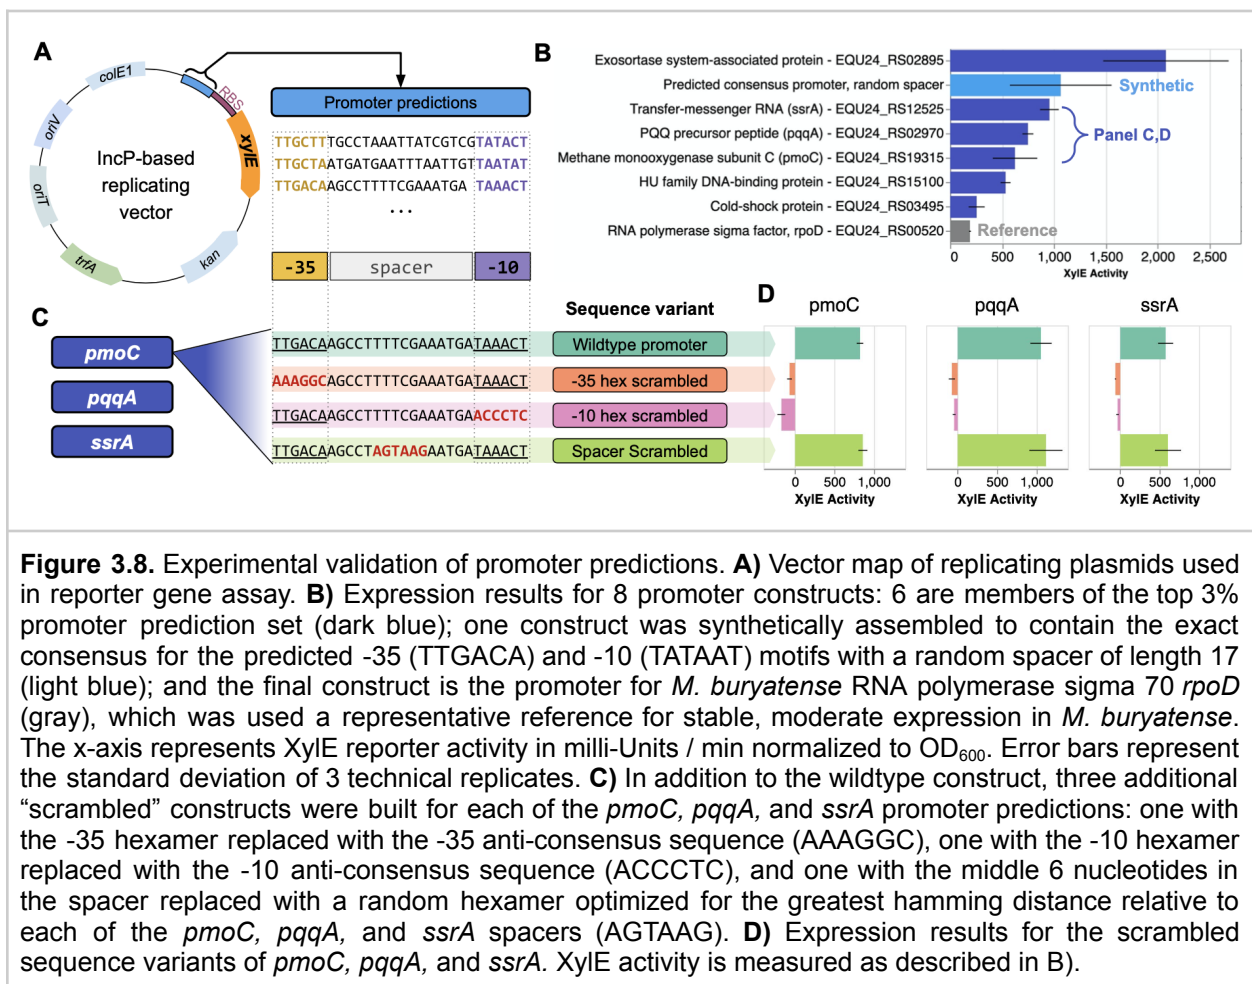 A
colE1
oriV
oriT
trfA
kan
xylE
RBS
IncP-based
replicating
vector
Promoter predictions
TTGCTTTGCCTAAATTATCGTCGTATACT
TTGCTAATGATGAATTTAATTGTTAATAT
TTGACAAGCCTTTTCGAAATGA TAAACT
...
-35 spacer -10
B
Exosortase system-associated protein - EQU24_RS02895
Predicted consensus promoter, random spacer
Transfer-messenger RNA (ssrA) - EQU24_RS12525
PQQ precursor peptide (pqqA) - EQU24_RS02970
Methane monooxygenase subunit C (pmoC) - EQU24_RS19315
HU family DNA-binding protein - EQU24_RS15100
Cold-shock protein - EQU24_RS03495
RNA polymerase sigma factor, rpoD - EQU24_RS00520
Synthetic
Panel C,D
Reference
0 500 1,000 1,500 2,000 2,500
XylE Activity
C
pmoC
pqqA
ssrA
Sequence variant
TTGACAAGCCTTTTCGAAATGATAAACT Wildtype promoter
AAAGGCAGCCTTTTCGAAATGATAAACT -35 hex scrambled
TTGACAAGCCTTTTCGAAATGAACCCTC -10 hex scrambled
TTGACAAGCCTAGTAAGAATGATAAACT Spacer Scrambled
D
pmoC pqqA ssrA
0 500 1,000 0 500 1,000 0 500 1,000
XylE Activity XylE Activity XylE Activity
Figure 3.8. Experimental validation of promoter predictions. A) Vector map of replicating plasmids used
in reporter gene assay. B) Expression results for 8 promoter constructs: 6 are members of the top 3%
promoter prediction set (dark blue); one construct was synthetically assembled to contain the exact
consensus for the predicted -35 (TTGACA) and -10 (TATAAT) motifs with a random spacer of length 17
(light blue); and the final construct is the promoter for M. buryatense RNA polymerase sigma 70 rpoD
(gray), which was used a representative reference for stable, moderate expression in M. buryatense.
The x-axis represents XylE reporter activity in milli-Units / min normalized to OD600. Error bars represent
the standard deviation of 3 technical replicates. C) In addition to the wildtype construct, three additional
“scrambled” constructs were built for each of the pmoC, pqqA, and ssrA promoter predictions: one with
the -35 hexamer replaced with the -35 anti-consensus sequence (AAAGGC), one with the -10 hexamer
replaced with the -10 anti-consensus sequence (ACCCTC), and one with the middle 6 nucleotides in
the spacer replaced with a random hexamer optimized for the greatest hamming distance relative to
each of the pmoC, pqqA, and ssrA spacers (AGTAAG). D) Expression results for the scrambled
sequence variants of pmoC, pqqA, and ssrA. XylE activity is measured as described in B).